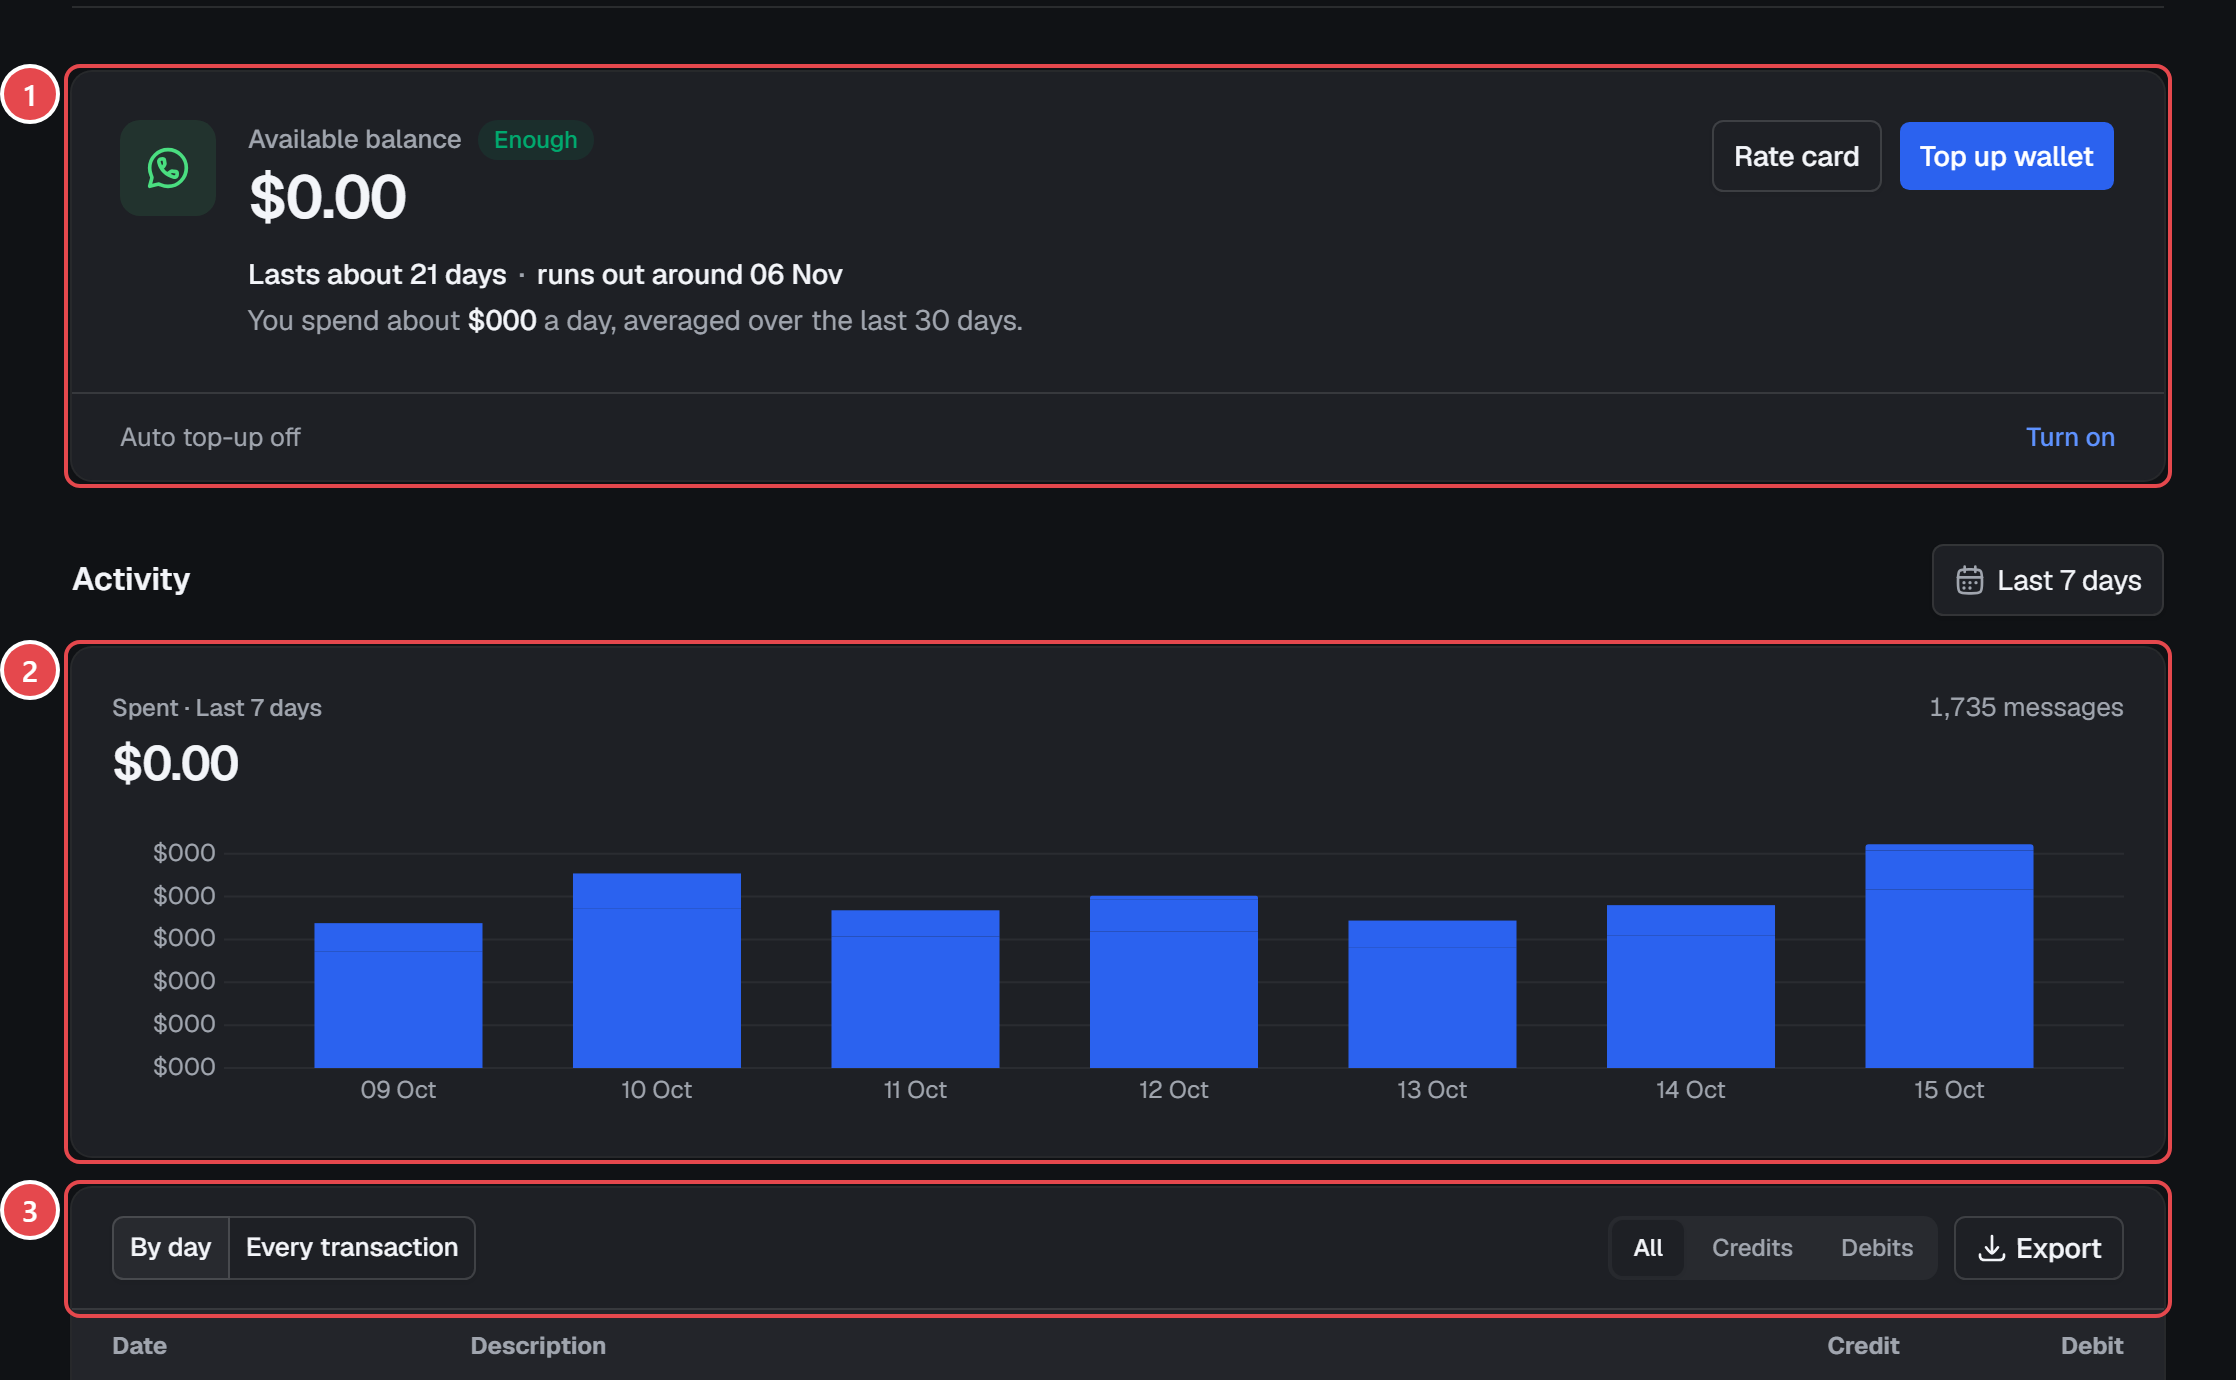 1
Available balance Enough
$0.00
Rate card
Top up wallet
Lasts about 21 days · runs out around 06 Nov
You spend about $000 a day, averaged over the last 30 days.
Auto top-up off
Turn on
Activity
Last 7 days
2
Spent · Last 7 days
1,735 messages
$0.00
$000
$000
$000
$000
$000
$000
09 Oct 10 Oct 11 Oct 12 Oct 13 Oct 14 Oct 15 Oct
3
By day Every transaction
All Credits Debits
Export
Date Description Credit Debit